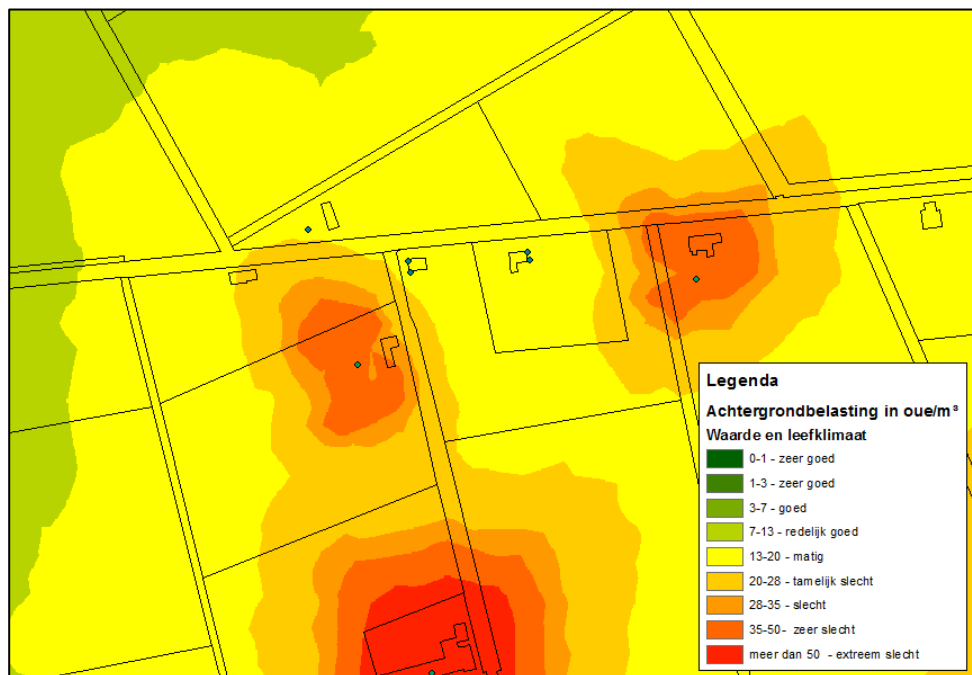 Legenda
Achtergrondbelasting in oue/m³
Waarde en leefklimaat
0-1 - zeer goed
1-3 - zeer goed
3-7 - goed
7-13 - redelijk goed
13-20 - matig
20-28 - tamelijk slecht
28-35 - slecht
35-50- zeer slecht
meer dan 50 - extreem slecht